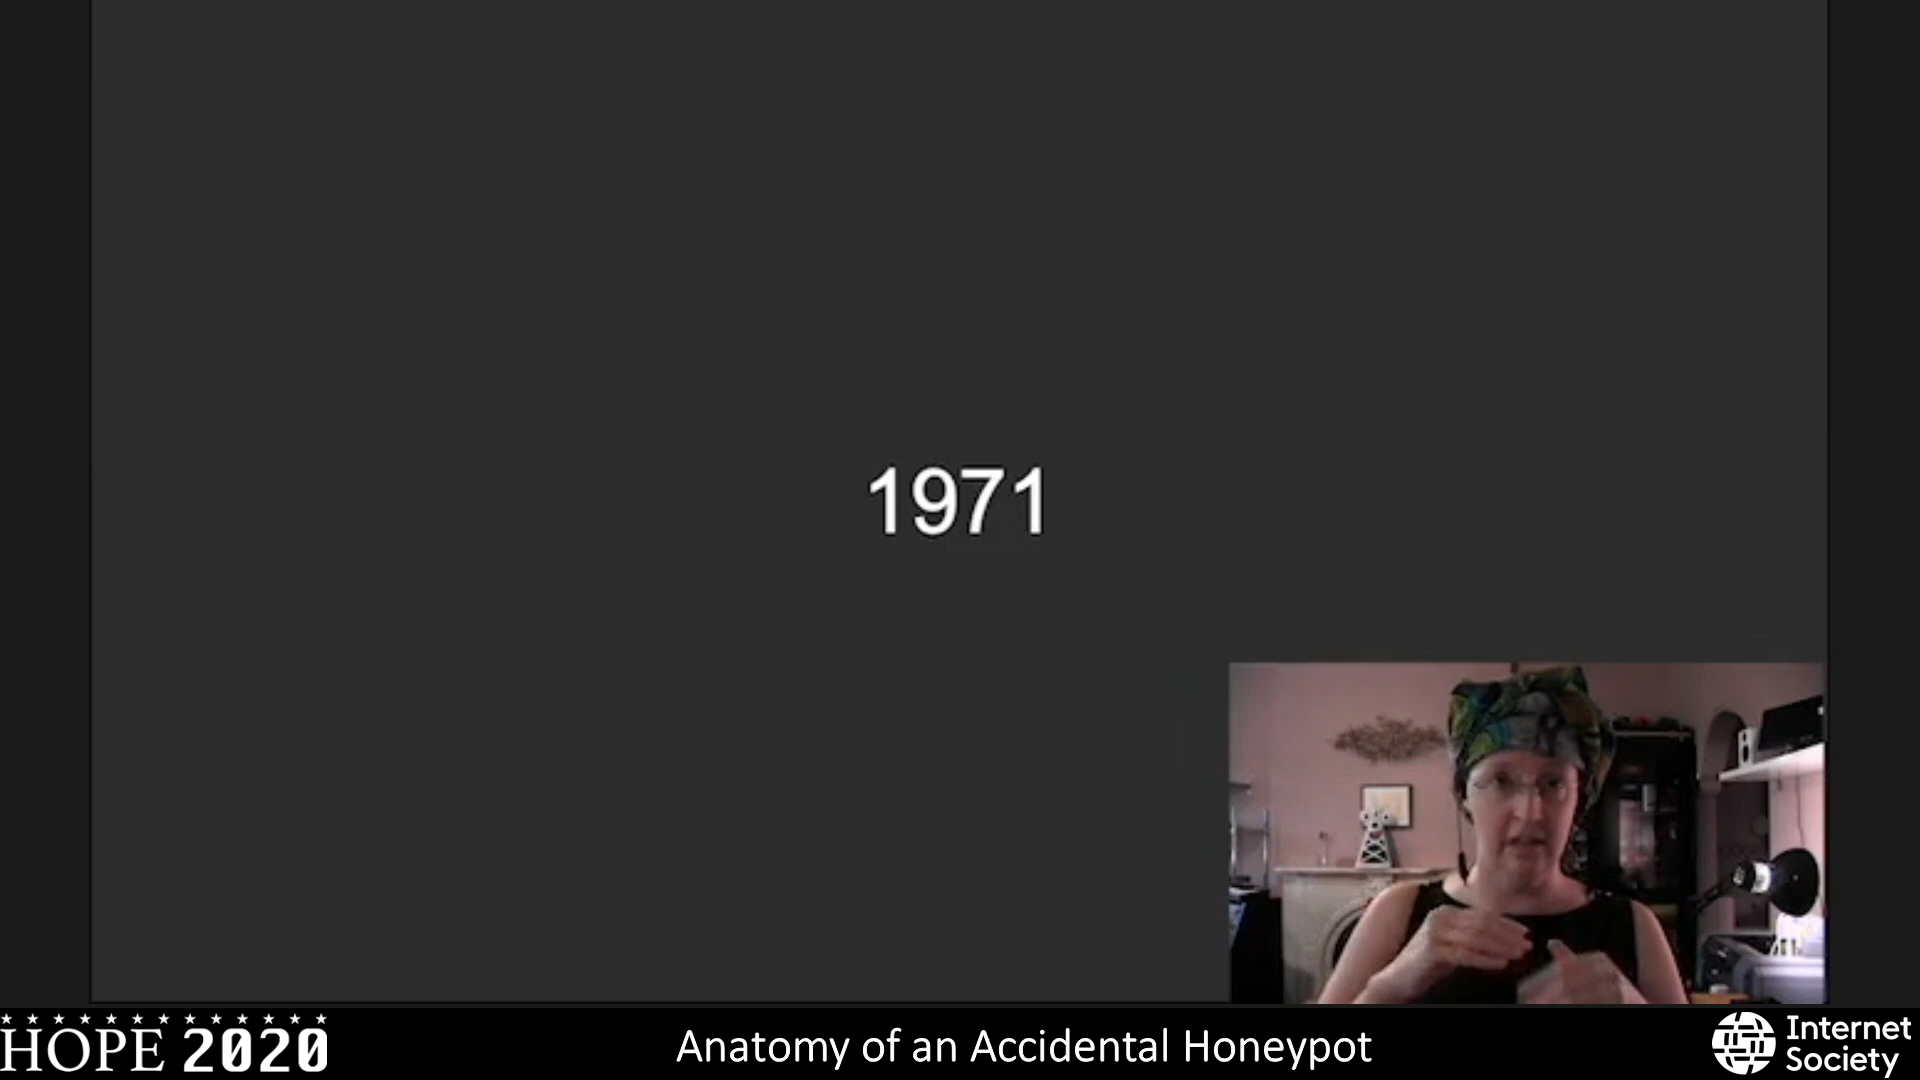 1971
HOPE 2020
Anatomy of an Accidental Honeypot
Internet
Society